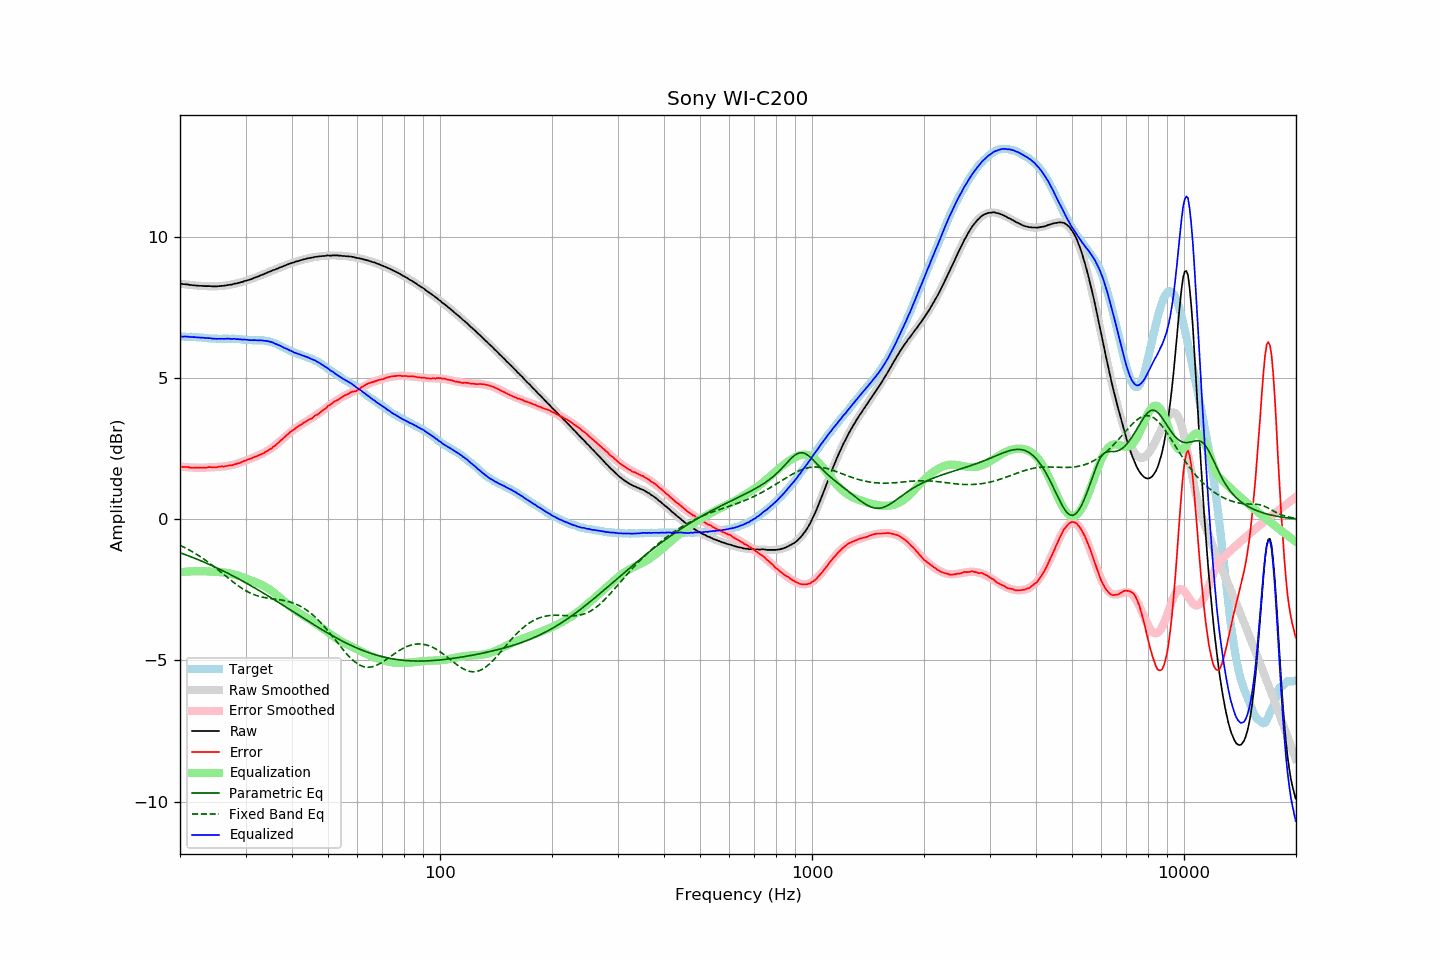 Sony WI-C200
Amplitude (dBr)
10
5
0
−5
−10
Target
Raw Smoothed
Error Smoothed
Raw
Error
Equalization
Parametric Eq
Fixed Band Eq
Equalized
100
1000
10000
Frequency (Hz)